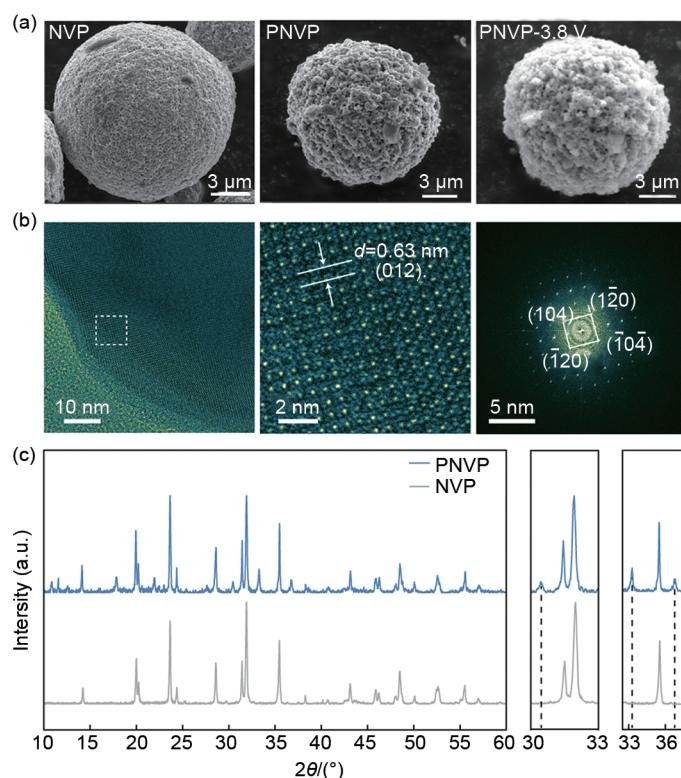 (a)
NVP
PNVP
PNVP-3.8 V
3 μm
3 μm
3 μm
(b)
d=0.63 nm
(012)
(1̄20)
(104)
(1̄04̄)
(1̄20)
10 nm
2 nm
5 nm
(c)
PNVP
NVP
Intersity (a.u.)
10 15 20 25 30 35 40 45 50 55 60
30 33
33 36
2θ/(°)